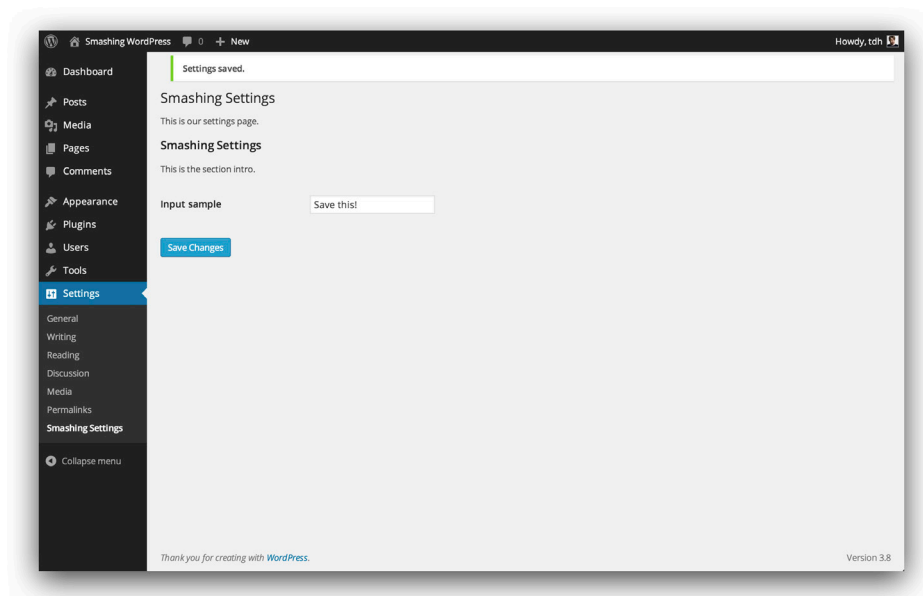 Smashing WordPress 0 + New Howdy, tdh
Dashboard
Posts
Media
Pages
Comments
Appearance
Plugins
Users
Tools
Settings
General
Writing
Reading
Discussion
Media
Permalinks
Smashing Settings
Collapse menu
Settings saved.
Smashing Settings
This is our settings page.
Smashing Settings
This is the section intro.
Input sample Save this!
Save Changes
Thank you for creating with WordPress. Version 3.8